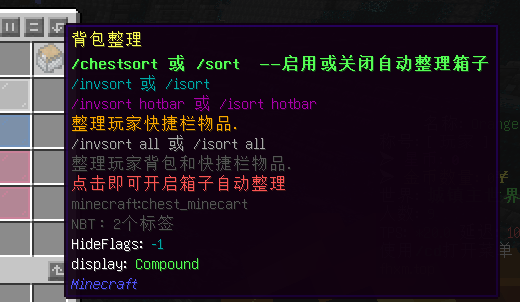 背包整理
/chestsort 或 /sort --启用或关闭自动整理箱子
/invsort 或 /isort
/invsort hotbar 或 /isort hotbar
整理玩家快捷栏物品.
/invsort all 或 /isort all
整理玩家背包和快捷栏物品.
点击即可开启箱子自动整理
minecraft:chest_minecart
NBT: 2个标签
HideFlags: -1
display: Compound
Minecraft